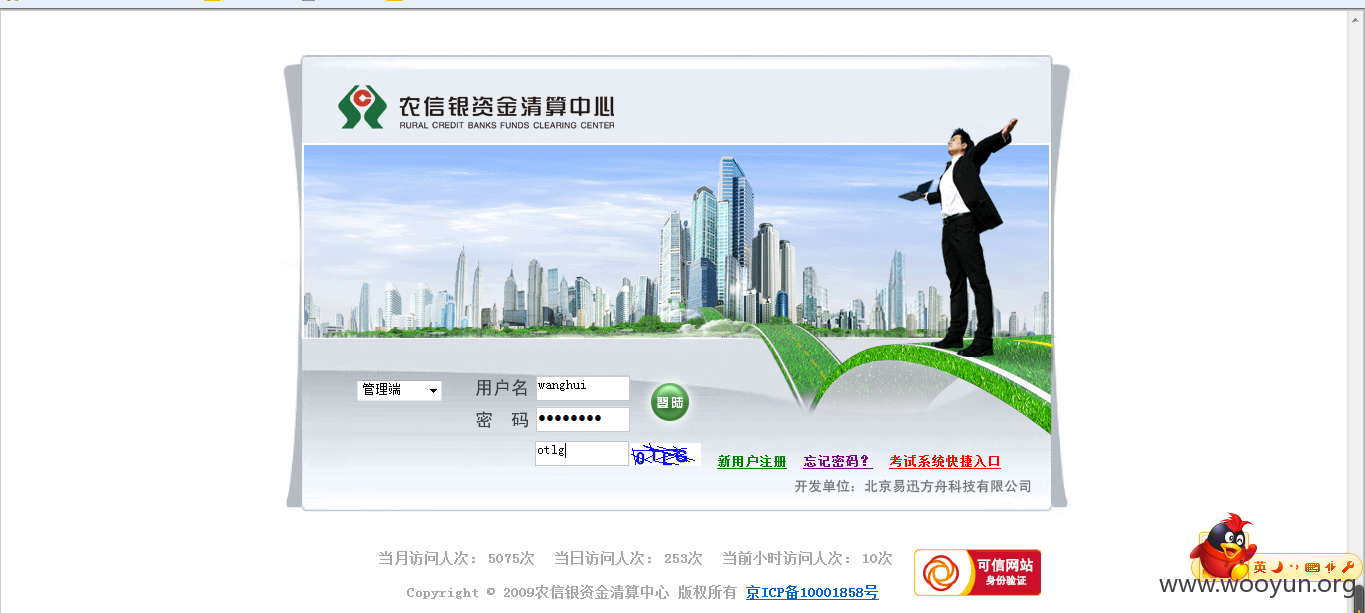 农信银资金清算中心
RURAL CREDIT BANKS FUNDS CLEARING CENTER
管理端
用户名 wanghui
登陆
密 码 ●●●●●●●●
otlg
新用户注册 忘记密码? 考试系统快捷入口
开发单位：北京易迅方舟科技有限公司
当月访问人次：5075次 当日访问人次：253次 当前小时访问人次：10次
可信网站
身份验证
Copyright © 2009农信银资金清算中心 版权所有 京ICP备10001858号
英
www.wooyun.org